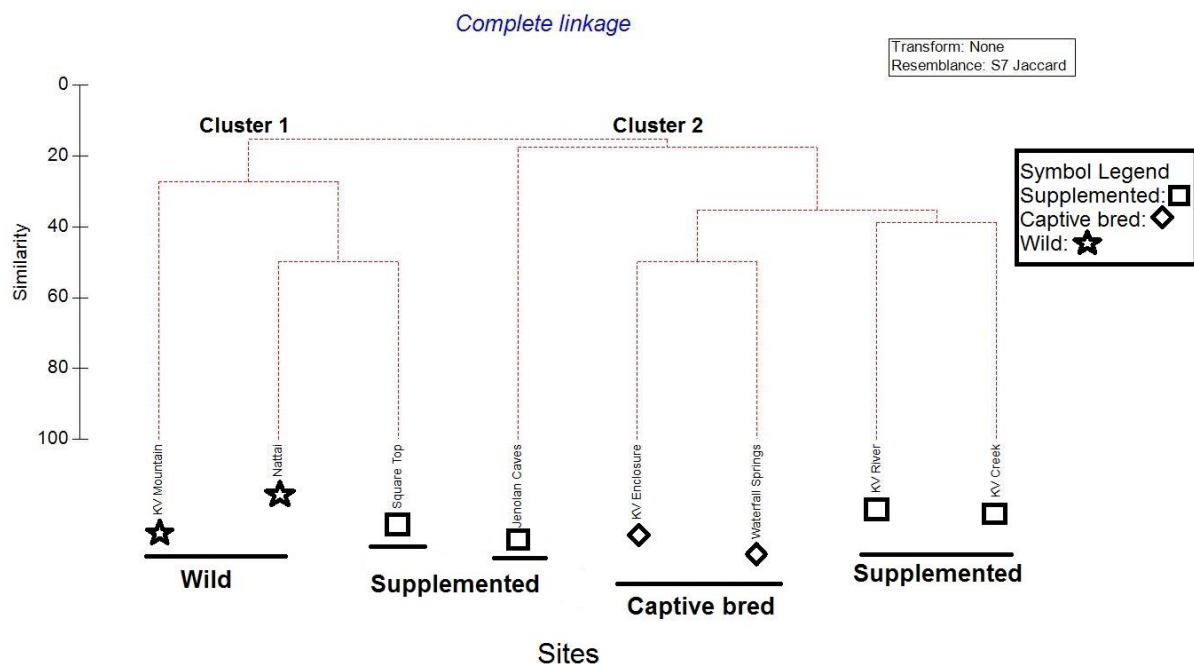 Complete linkage
Transform: None
Resemblance: S7 Jaccard
0
20
40
60
80
100
Similarity
Cluster 1
Cluster 2
Symbol Legend
Supplemented:
Captive bred:
Wild:
KV Mountain
Nattai
Square Top
Jenolan Caves
KV Enclosure
Waterfall Springs
KV River
KV Creek
Wild
Supplemented
Captive bred
Supplemented
Sites